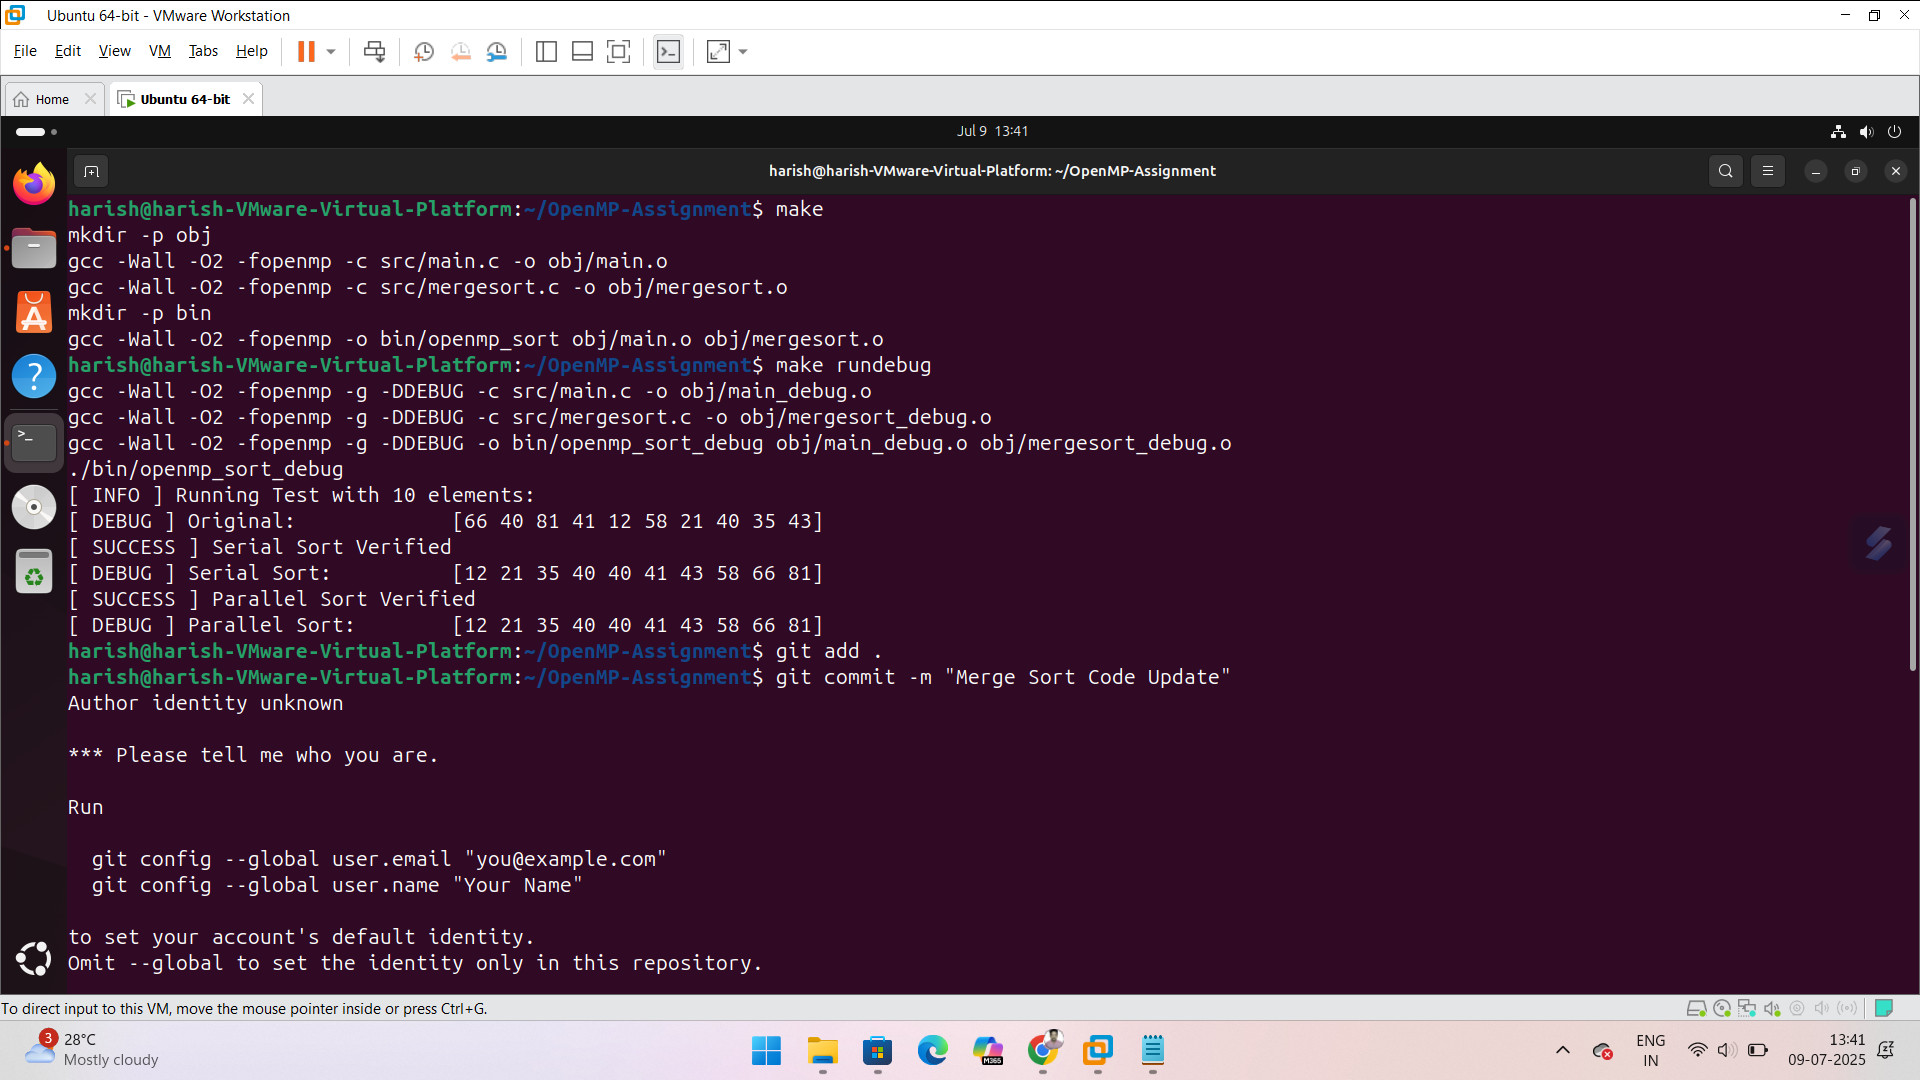 Ubuntu 64-bit - VMware Workstation
File Edit View VM Tabs Help
Home
Ubuntu 64-bit
Jul 9 13:41
harish@harish-VMware-Virtual-Platform: ~/OpenMP-Assignment
harish@harish-VMware-Virtual-Platform:~/OpenMP-Assignment$ make
mkdir -p obj
gcc -Wall -O2 -fopenmp -c src/main.c -o obj/main.o
gcc -Wall -O2 -fopenmp -c src/mergesort.c -o obj/mergesort.o
mkdir -p bin
gcc -Wall -O2 -fopenmp -o bin/openmp_sort obj/main.o obj/mergesort.o
harish@harish-VMware-Virtual-Platform:~/OpenMP-Assignment$ make rundebug
gcc -Wall -O2 -fopenmp -g -DDEBUG -c src/main.c -o obj/main_debug.o
gcc -Wall -O2 -fopenmp -g -DDEBUG -c src/mergesort.c -o obj/mergesort_debug.o
gcc -Wall -O2 -fopenmp -g -DDEBUG -o bin/openmp_sort_debug obj/main_debug.o obj/mergesort_debug.o
./bin/openmp_sort_debug
[ INFO ] Running Test with 10 elements:
[ DEBUG ] Original: [66 40 81 41 12 58 21 40 35 43]
[ SUCCESS ] Serial Sort Verified
[ DEBUG ] Serial Sort: [12 21 35 40 40 41 43 58 66 81]
[ SUCCESS ] Parallel Sort Verified
[ DEBUG ] Parallel Sort: [12 21 35 40 40 41 43 58 66 81]
harish@harish-VMware-Virtual-Platform:~/OpenMP-Assignment$ git add .
harish@harish-VMware-Virtual-Platform:~/OpenMP-Assignment$ git commit -m "Merge Sort Code Update"
Author identity unknown
*** Please tell me who you are.
Run
git config --global user.email "you@example.com"
git config --global user.name "Your Name"
to set your account's default identity.
Omit --global to set the identity only in this repository.
To direct input to this VM, move the mouse pointer inside or press Ctrl+G.
3
28°C
Mostly cloudy
M365
ENG
IN
13:41
09-07-2025